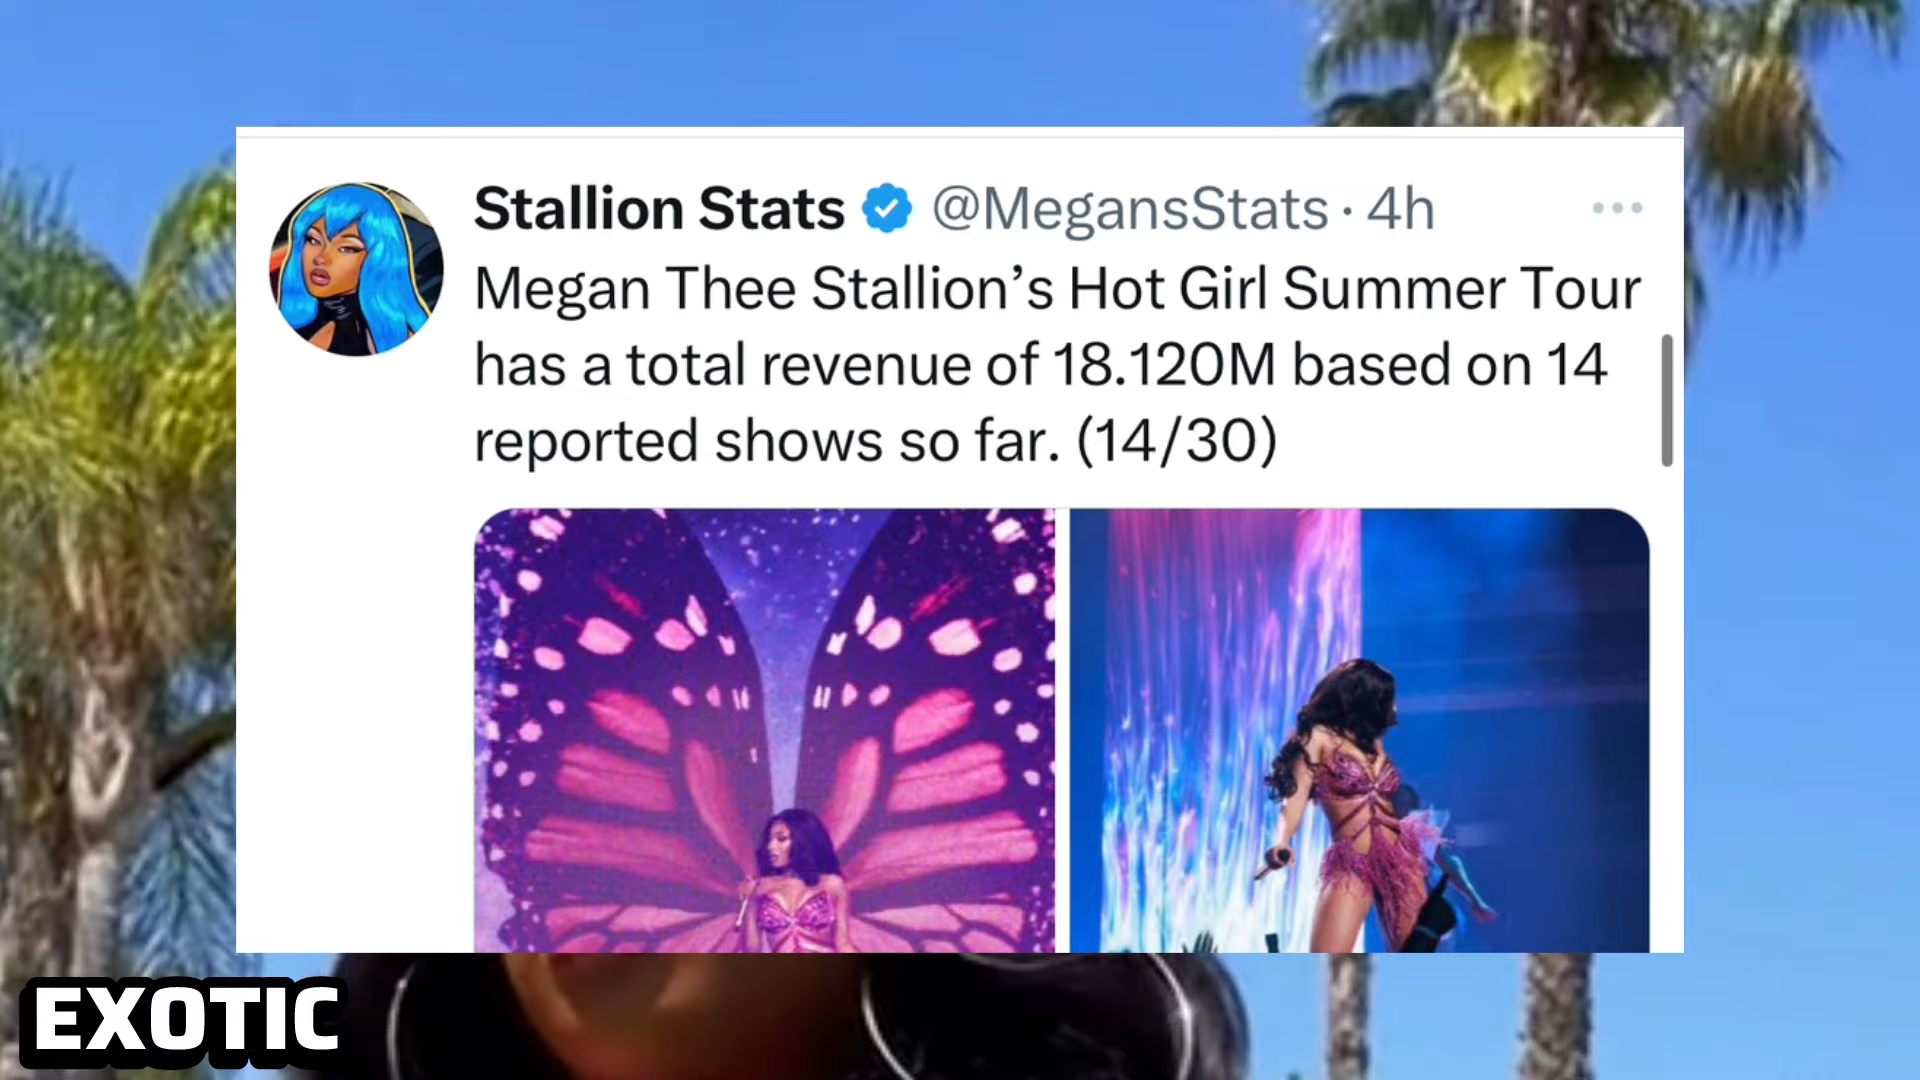 Stallion Stats @MegansStats · 4h
Megan Thee Stallion’s Hot Girl Summer Tour
has a total revenue of 18.120M based on 14
reported shows so far. (14/30)
EXOTIC